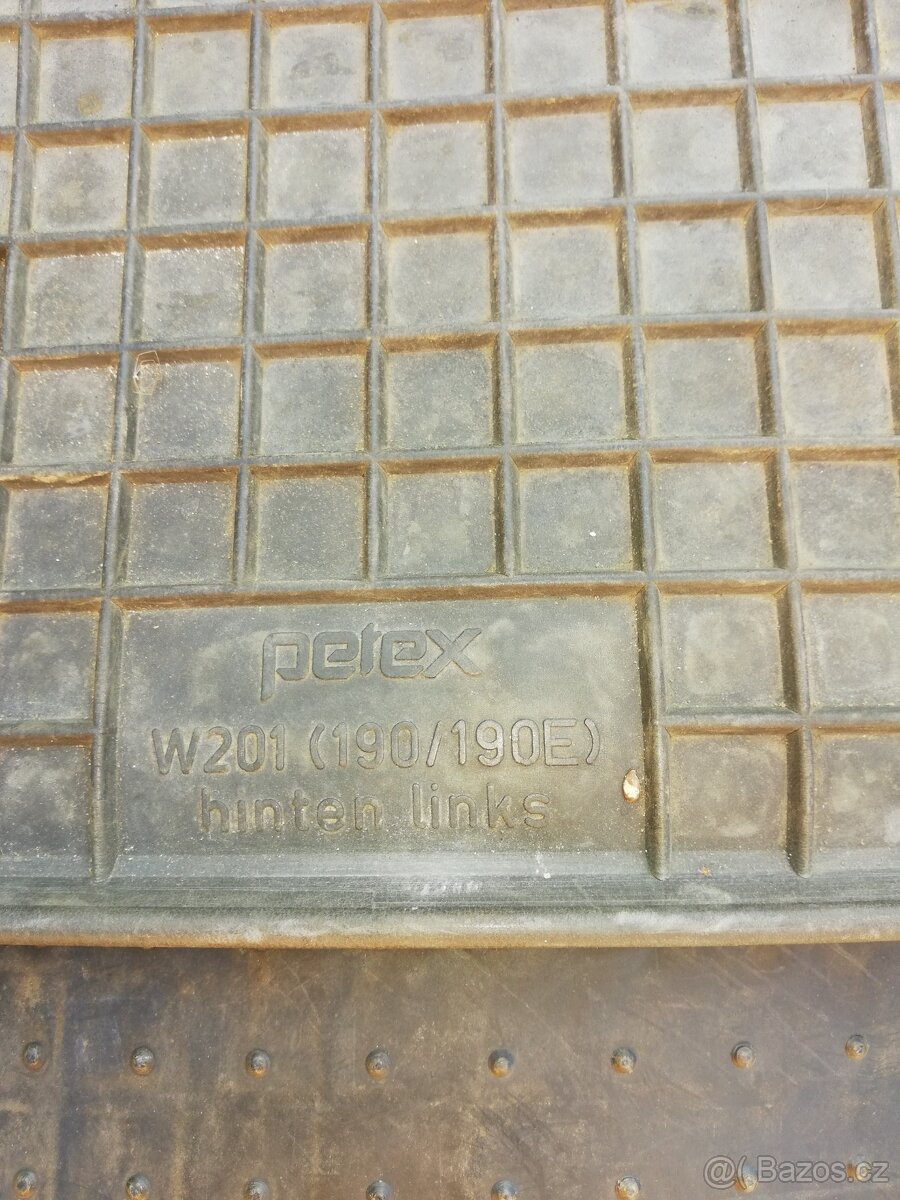 petex
W201 (190/190E)
hinten links
@( Bazos.cz